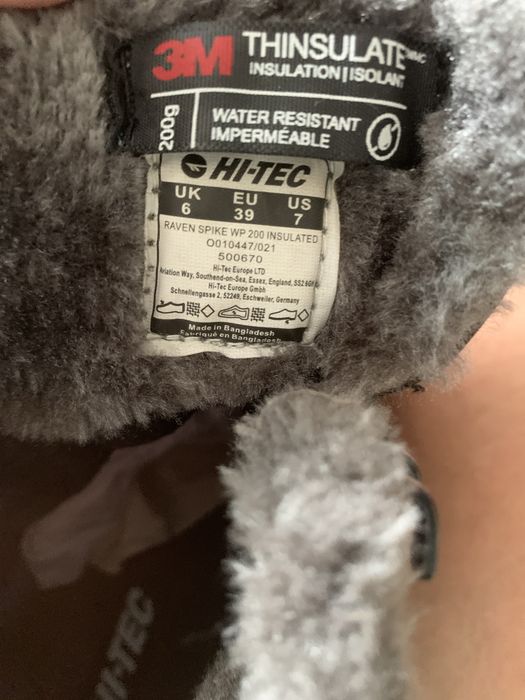 3M THINSULATE
INSULATION | ISOLANT
200g
WATER RESISTANT
IMPERMÉABLE
HI-TEC
UK EU US
6 39 7
RAVEN SPIKE WP 200 INSULATED
O010447/021
500670
Hi-Tec Europe LTD
Aviation Way, Southend-on-Sea, Essex, England, SS2 6GH
Hi-Tec Europe Gmbh
Schnellengasse 2, 52249, Eschweiler, Germany
Made in Bangladesh
Fabriqué en Bangladesh
HI-TEC